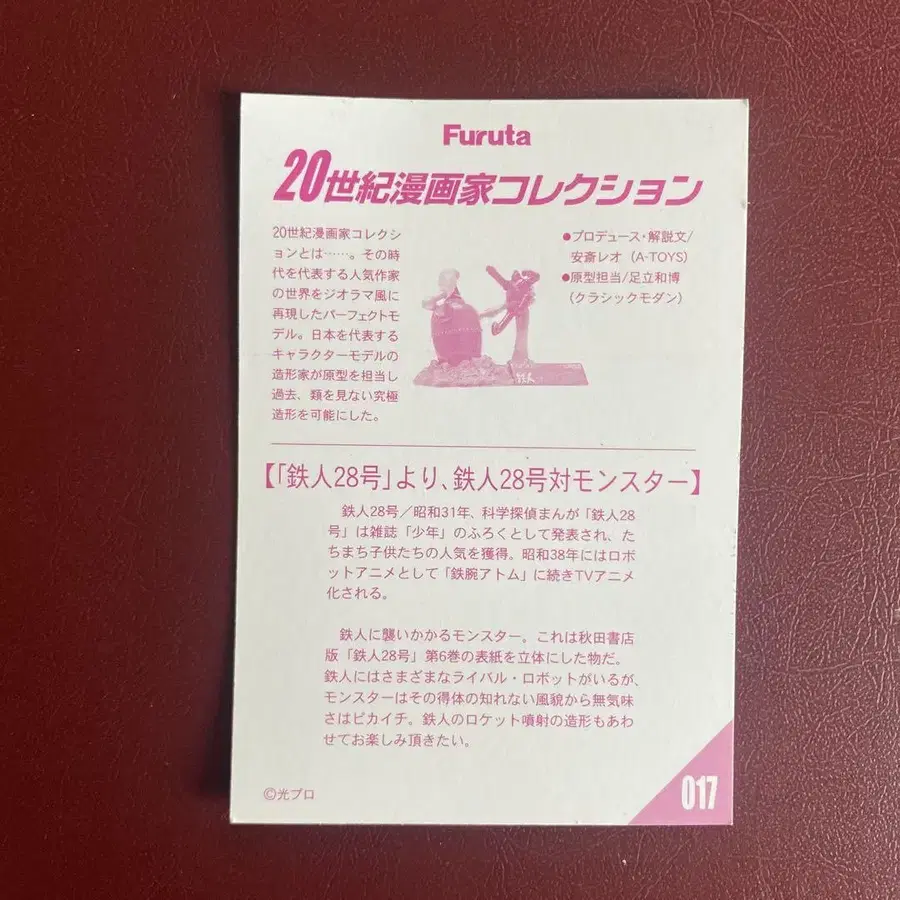 Furuta
20世紀漫画家コレクション
20世紀漫画家コレクシ
ョンとは……。その時
代を代表する人気作家
の世界をジオラマ風に
再現したパーフェクトモ
デル。日本を代表する
キャラクターモデルの
造形家が原型を担当し
過去、類を見ない究極
造形を可能にした。
●プロデュース・解説文/
安斎レオ（A-TOYS）
●原型担当/足立和博
（クラシックモダン）
鉄人
【「鉄人28号」より、鉄人28号対モンスター】
鉄人28号／昭和31年、科学探偵まんが「鉄人28
号」は雑誌「少年」のふろくとして発表され、た
ちまち子供たちの人気を獲得。昭和38年にはロボ
ットアニメとして「鉄腕アトム」に続きTVアニメ
化される。
鉄人に襲いかかるモンスター。これは秋田書店
版「鉄人28号」第6巻の表紙を立体にした物だ。
鉄人にはさまざまなライバル・ロボットがいるが、
モンスターはその得体の知れない風貌から無気味
さはピカイチ。鉄人のロケット噴射の造形もあわ
せてお楽しみ頂きたい。
©光プロ
017